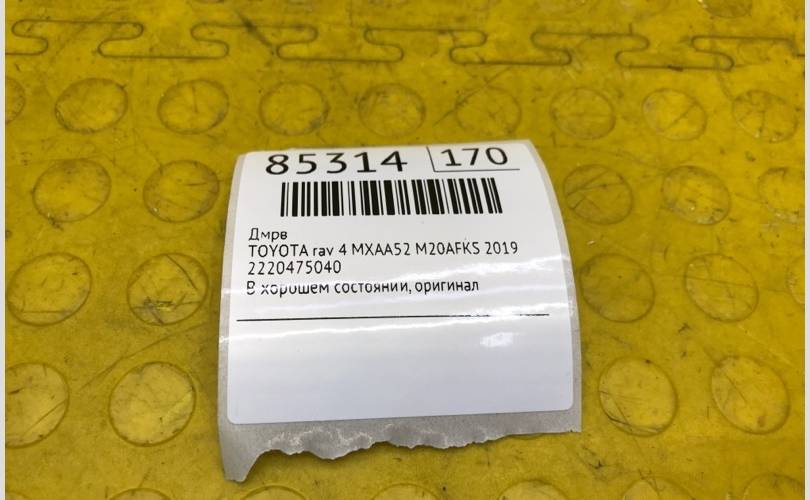 85314 170
Дмрв
TOYOTA rav 4 MXAA52 M20AFKS 2019
2220475040
В хорошем состоянии, оригинал